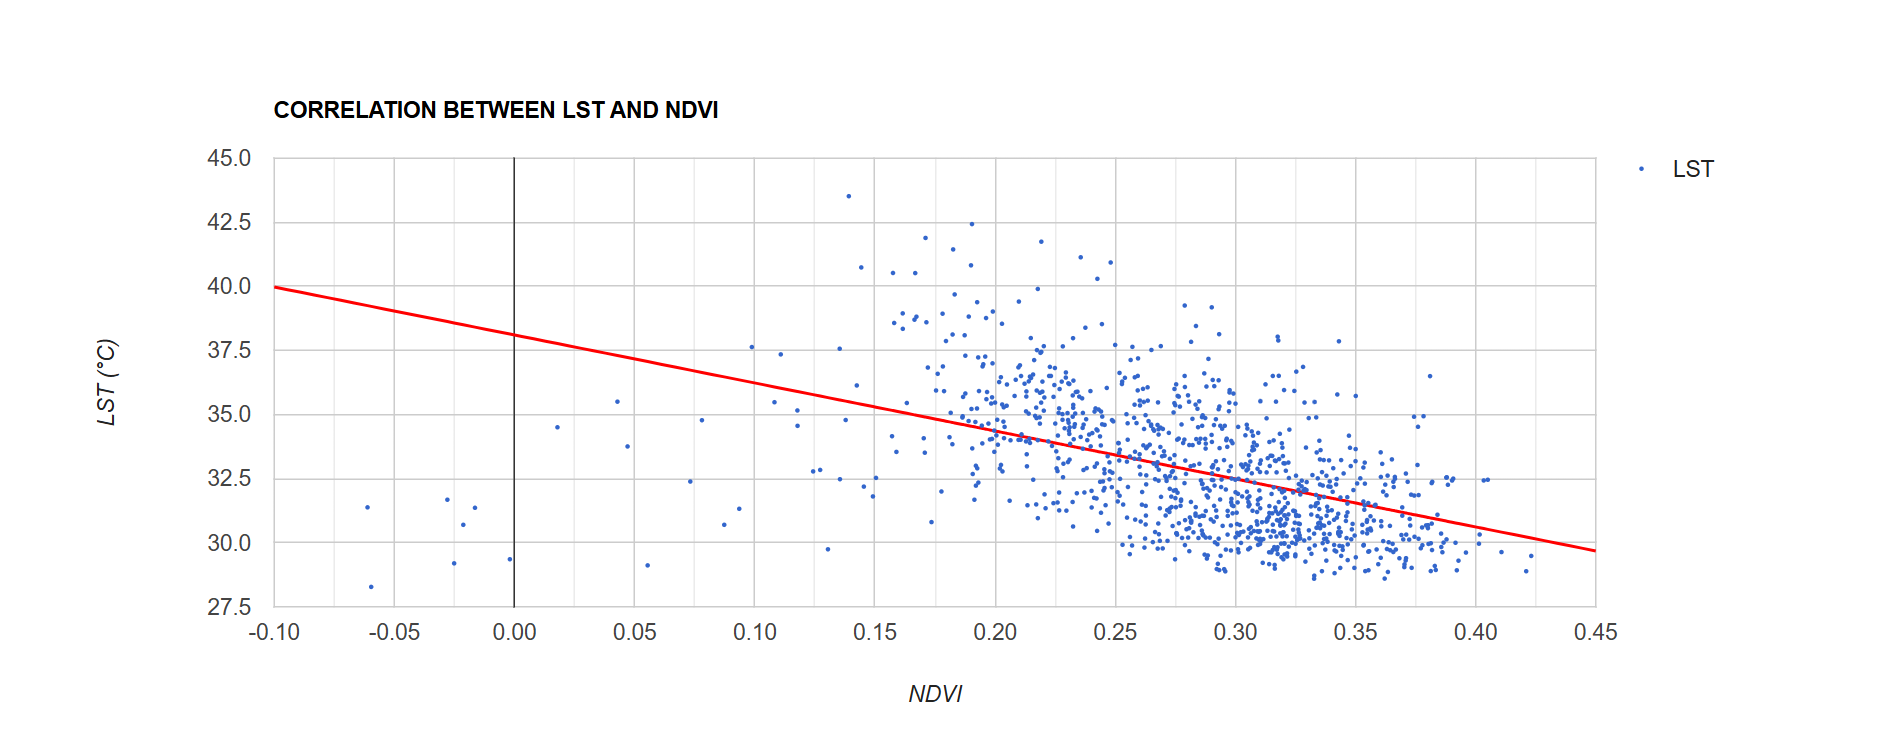 CORRELATION BETWEEN LST AND NDVI
45.0
42.5
40.0
37.5
35.0
32.5
30.0
27.5
LST (°C)
-0.10 -0.05 0.00 0.05 0.10 0.15 0.20 0.25 0.30 0.35 0.40 0.45
NDVI
LST